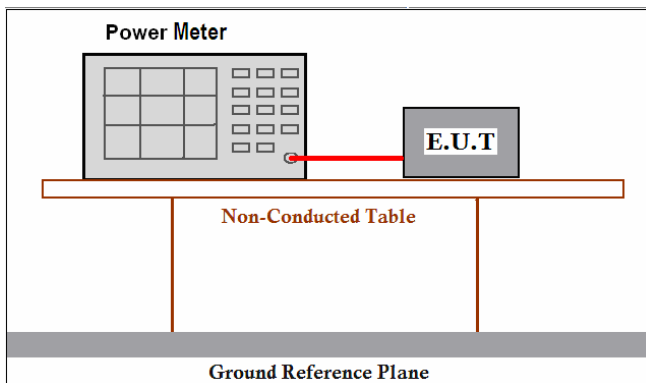 Power Meter
E.U.T
Non-Conducted Table
Ground Reference Plane